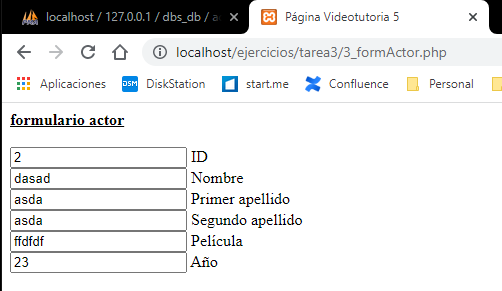 localhost / 127.0.0.1 / dbs_db / a
Página Videotutoria 5
localhost/ejercicios/tarea3/3_formActor.php
Aplicaciones
DSM DiskStation
start.me
Confluence
Personal
formulario actor
2 ID
dasad Nombre
asda Primer apellido
asda Segundo apellido
ffdfdf Película
23 Año